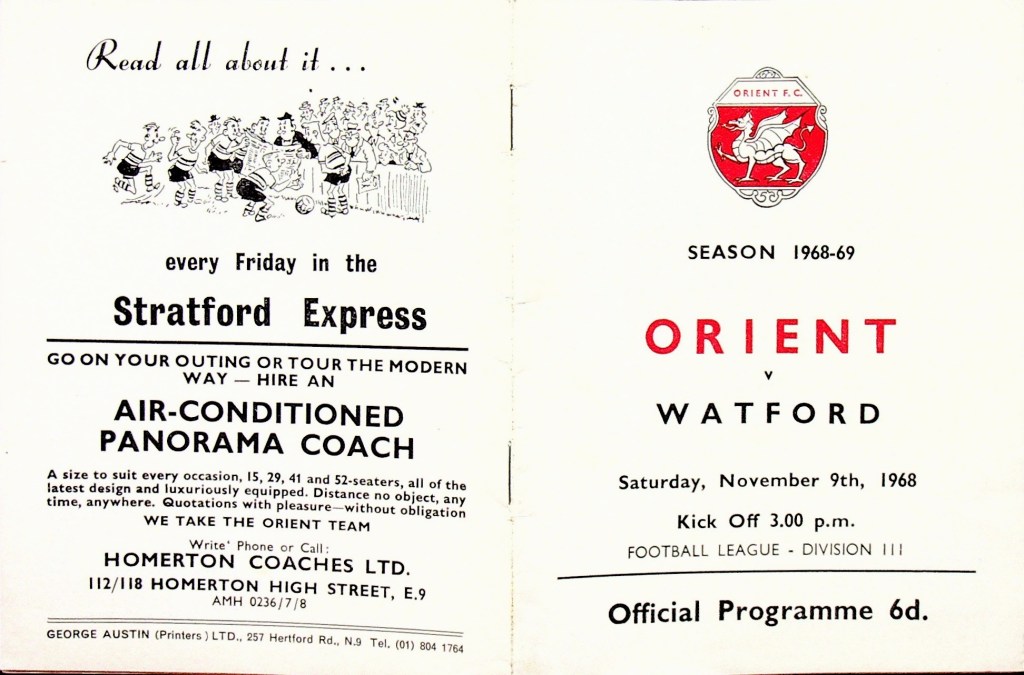 Read all about it ...
every Friday in the
Stratford Express
GO ON YOUR OUTING OR TOUR THE MODERN
WAY — HIRE AN
AIR-CONDITIONED
PANORAMA COACH
A size to suit every occasion, 15, 29, 41 and 52-seaters, all of the
latest design and luxuriously equipped. Distance no object, any
time, anywhere. Quotations with pleasure—without obligation
WE TAKE THE ORIENT TEAM
Write' Phone or Call:
HOMERTON COACHES LTD.
112/118 HOMERTON HIGH STREET, E.9
AMH 0236/7/8
GEORGE AUSTIN (Printers) LTD., 257 Hertford Rd., N.9 Tel. (01) 804 1764
ORIENT F.C.
SEASON 1968-69
ORIENT
v
WATFORD
Saturday, November 9th, 1968
Kick Off 3.00 p.m.
FOOTBALL LEAGUE - DIVISION III
Official Programme 6d.